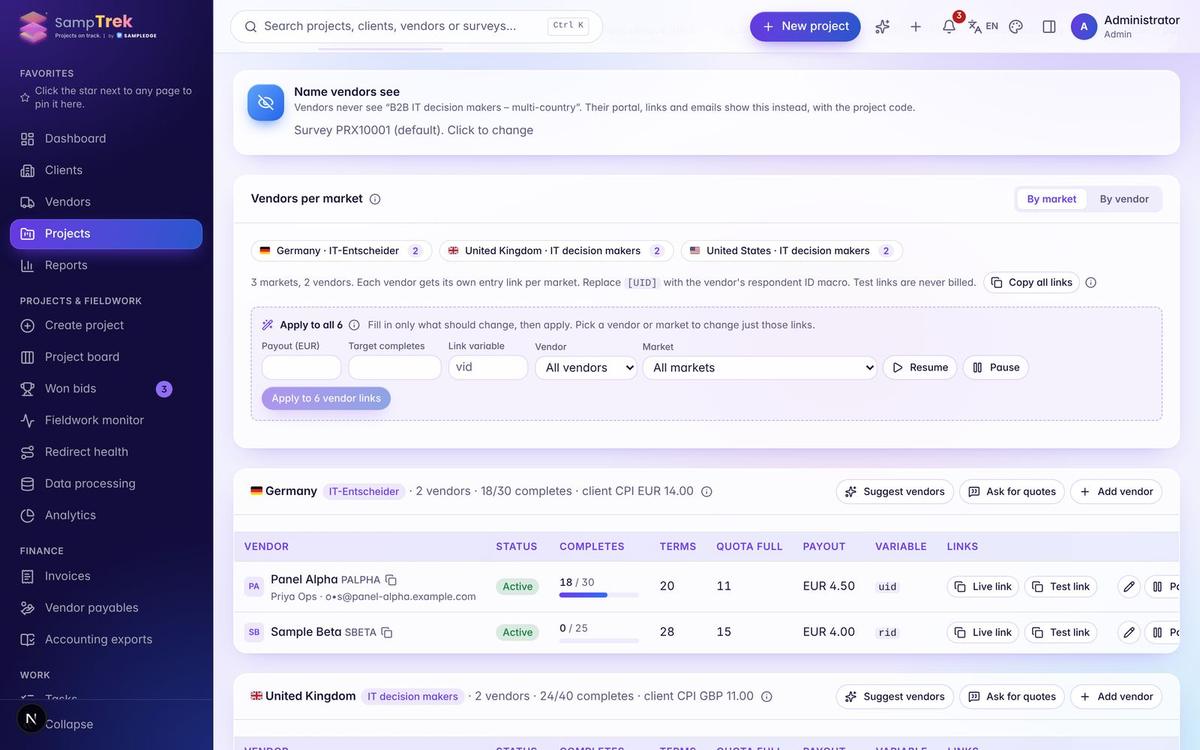 SampTrek
Projects on track. | by SAMPLEDGE
Search projects, clients, vendors or surveys...
Ctrl K
New project
3
EN
A
Administrator
Admin
FAVORITES
Click the star next to any page to
pin it here.
Dashboard
Clients
Vendors
Projects
Reports
PROJECTS & FIELDWORK
Create project
Project board
Won bids
3
Fieldwork monitor
Redirect health
Data processing
Analytics
FINANCE
Invoices
Vendor payables
Accounting exports
WORK
Tasks
N
Collapse
Name vendors see
Vendors never see “B2B IT decision makers – multi-country”. Their portal, links and emails show this instead, with the project code.
Survey PRX10001 (default). Click to change
Vendors per market
By market
By vendor
Germany · IT-Entscheider 2
United Kingdom · IT decision makers 2
United States · IT decision makers 2
3 markets, 2 vendors. Each vendor gets its own entry link per market. Replace [UID] with the vendor's respondent ID macro. Test links are never billed.
Copy all links
Apply to all 6
Fill in only what should change, then apply. Pick a vendor or market to change just those links.
Payout (EUR)
Target completes
Link variable
Vendor
Market
vid
All vendors
All markets
Resume
Pause
Apply to 6 vendor links
Germany IT-Entscheider · 2 vendors · 18/30 completes · client CPI EUR 14.00
Suggest vendors
Ask for quotes
Add vendor
VENDOR STATUS COMPLETES TERMS QUOTA FULL PAYOUT VARIABLE LINKS
PA
Panel Alpha PALPHA
Priya Ops · o•s@panel-alpha.example.com
Active
18 / 30
20
11
EUR 4.50
uid
Live link
Test link
SB
Sample Beta SBETA
Active
0 / 25
28
15
EUR 4.00
rid
Live link
Test link
United Kingdom IT decision makers · 2 vendors · 24/40 completes · client CPI GBP 11.00
Suggest vendors
Ask for quotes
Add vendor
VENDOR STATUS COMPLETES TERMS QUOTA FULL PAYOUT VARIABLE LINKS